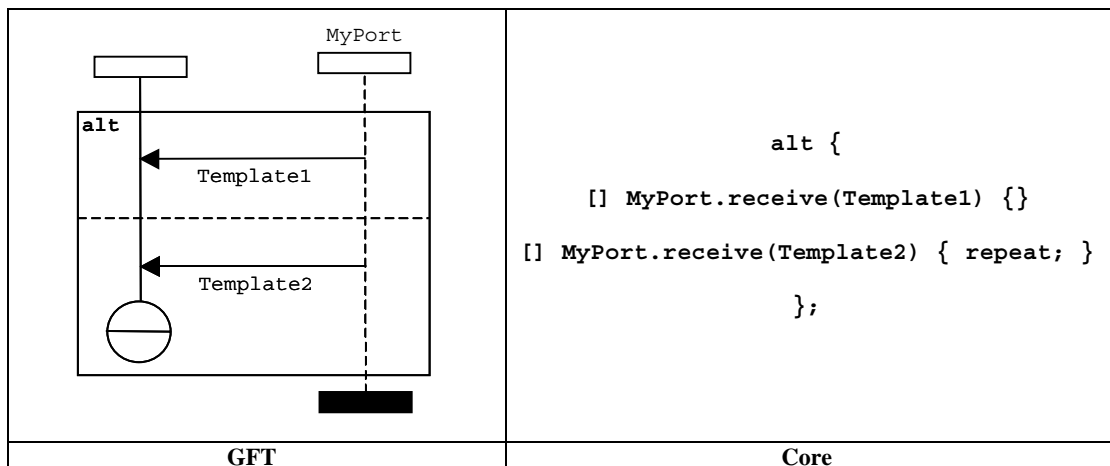 MyPort
alt
Template1
Template2
alt {
[] MyPort.receive(Template1) {}
[] MyPort.receive(Template2) { repeat; }
};
GFT
Core